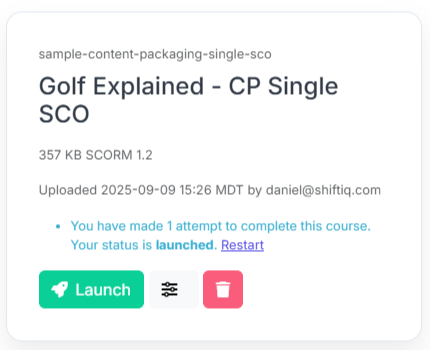 sample-content-packaging-single-sco
Golf Explained - CP Single
SCO
357 KB SCORM 1.2
Uploaded 2025-09-09 15:26 MDT by daniel@shiftiq.com
• You have made 1 attempt to complete this course.
Your status is launched. Restart
Launch